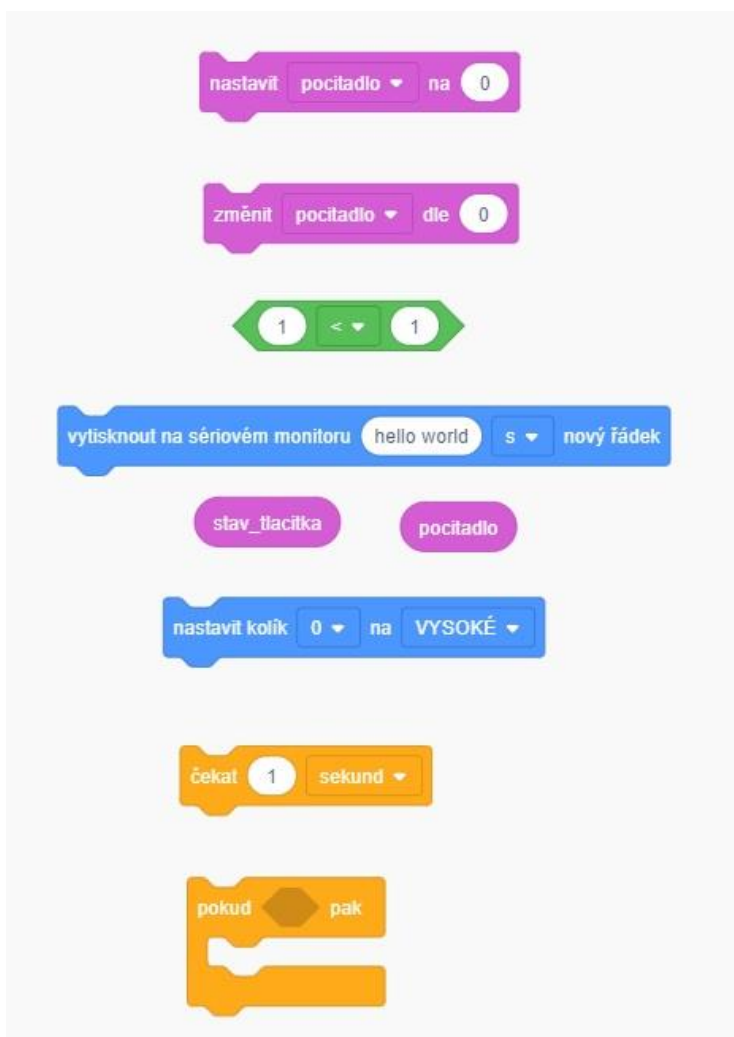 nastavit pocitadlo na 0
změnit pocitadlo dle 0
1 < 1
vytisknout na sériovém monitoru hello world s nový řádek
stav_tlacitka pocitadlo
nastavit kolík 0 na VYSOKÉ
čekat 1 sekund
pokud pak